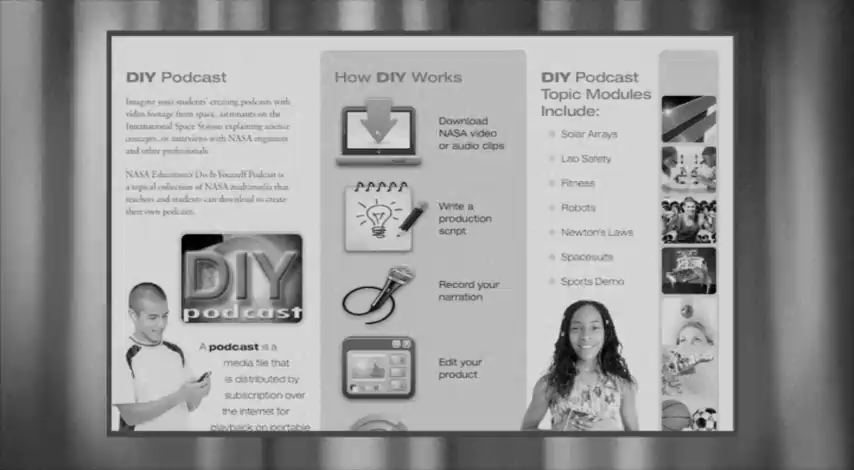 DIY Podcast
Imagine your students' creating podcasts with
video footage from space, astronauts on the
International Space Station explaining science
concepts, or interviews with NASA engineers
and other professionals.
NASA Education's Do It Yourself Podcast is
a topical collection of NASA multimedia that
teachers and students can download to create
their own podcasts.
DIY
podcast
A podcast is a
media file that
is distributed by
subscription over
the internet for
playback on portable
How DIY Works
Download
NASA video
or audio clips
Write a
production
script
Record your
narration
Edit your
product
DIY Podcast
Topic Modules
Include:
Solar Arrays
Lab Safety
Fitness
Robots
Newton's Laws
Spacesuits
Sports Demo